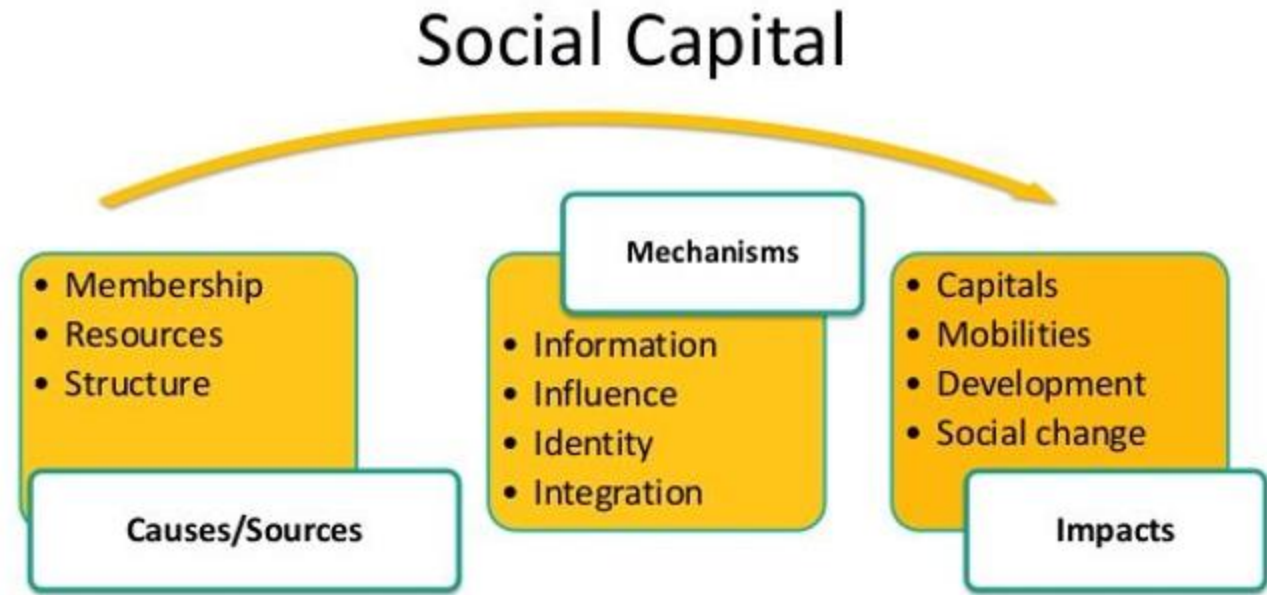 Social Capital
• Membership
• Resources
• Structure
Causes/Sources
Mechanisms
• Information
• Influence
• Identity
• Integration
• Capitals
• Mobilities
• Development
• Social change
Impacts